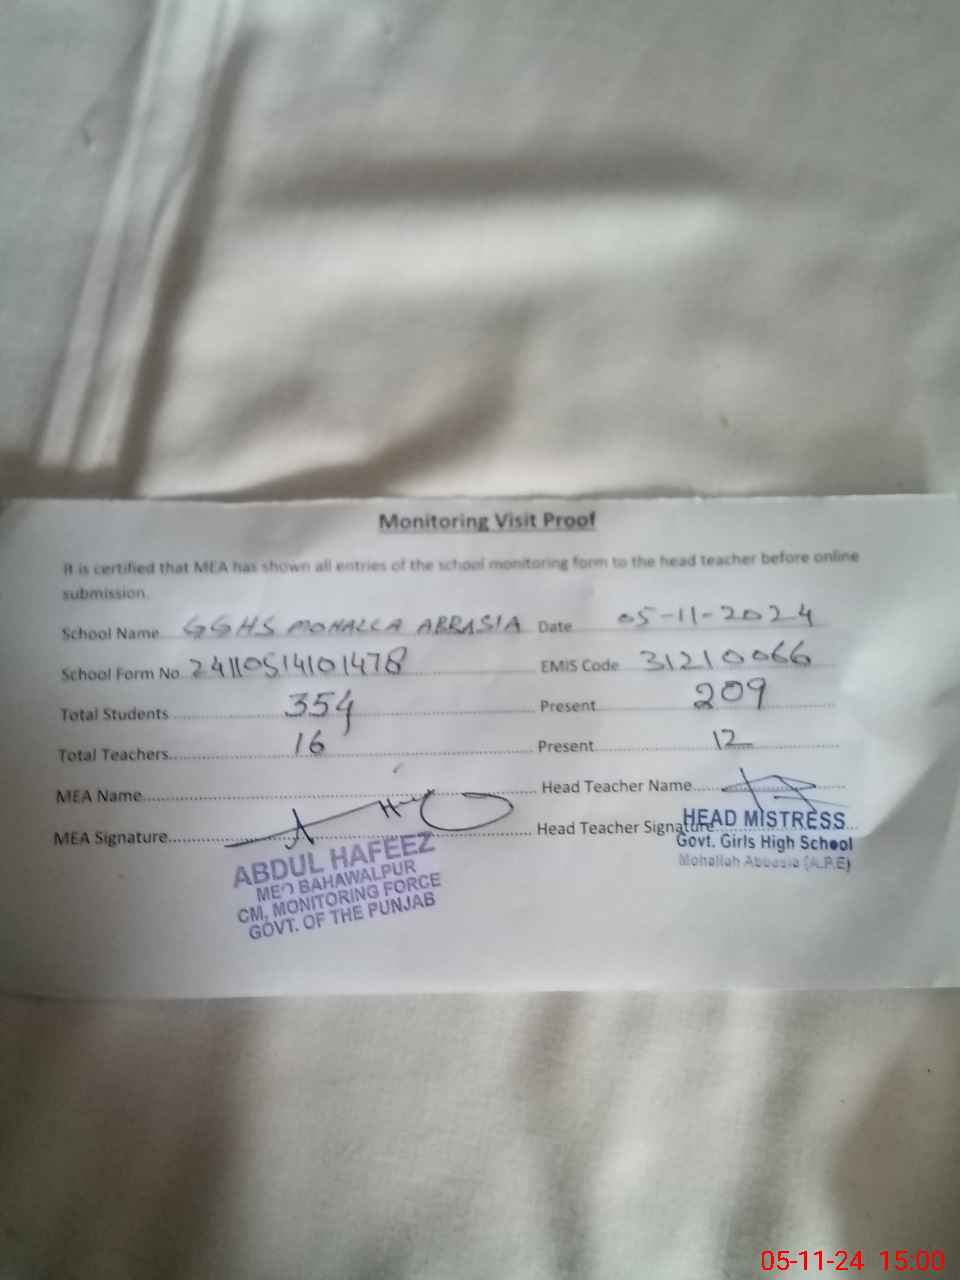 Monitoring Visit Proof
It is certified that MEA has shown all entries of the school monitoring form to the head teacher before online
submission.
School Name GGHS MOHALLA ABBASIA Date 05-11-2024
School Form No. 24110514101478 EMIS Code 31210066
Total Students 354 Present 209
Total Teachers 16 Present 12
MEA Name Head Teacher Name
MEA Signature Head Teacher Signature
HEAD MISTRESS
Govt. Girls High School
Mohallah Abbasia (A.P.E)
ABDUL HAFEEZ
MEO BAHAWALPUR
CM, MONITORING FORCE
GOVT. OF THE PUNJAB
05-11-24 15:00